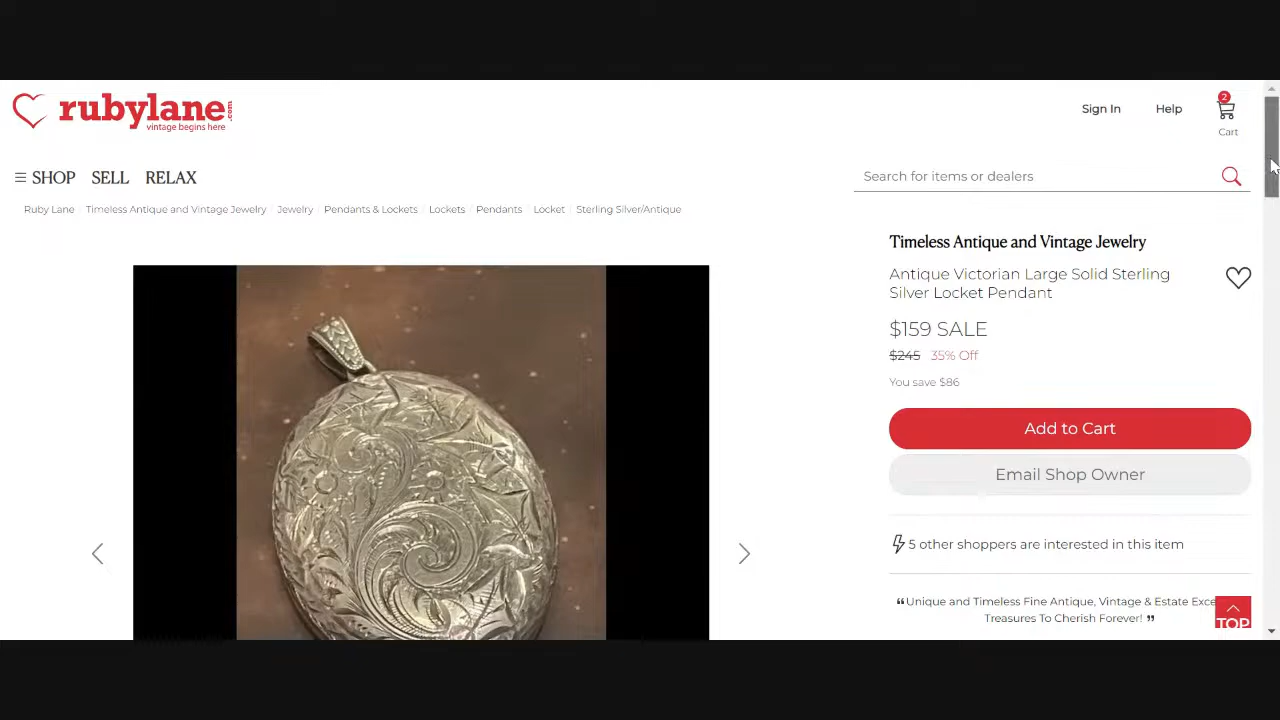 rubylane.com
vintage begins here
Sign In
Help
2
Cart
SHOP
SELL
RELAX
Search for items or dealers
Ruby Lane / Timeless Antique and Vintage Jewelry / Jewelry / Pendants & Lockets / Lockets / Pendants / Locket / Sterling Silver/Antique
Timeless Antique and Vintage Jewelry
Antique Victorian Large Solid Sterling
Silver Locket Pendant
$159 SALE
$245 35% Off
You save $86
Add to Cart
Email Shop Owner
5 other shoppers are interested in this item
❝Unique and Timeless Fine Antique, Vintage & Estate Exce
Treasures To Cherish Forever! ❞
TOP